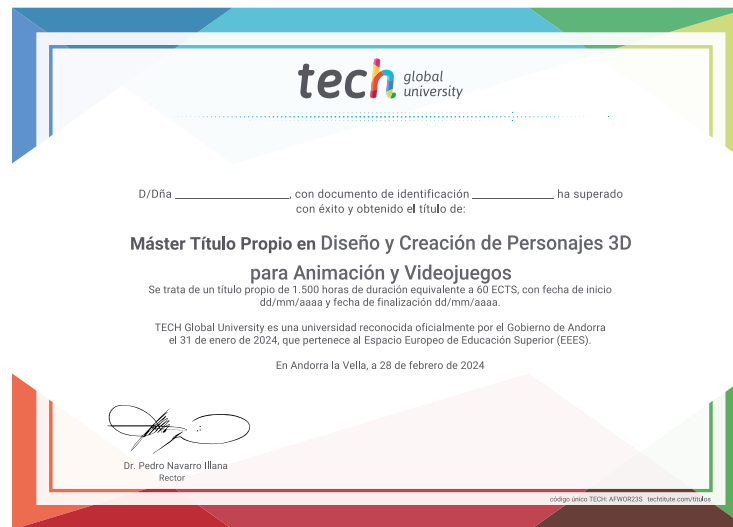 tech global university
D/Dña ________________, con documento de identificación ____________ ha superado
con éxito y obtenido el título de:
Máster Título Propio en Diseño y Creación de Personajes 3D
para Animación y Videojuegos
Se trata de un título propio de 1.500 horas de duración equivalente a 60 ECTS, con fecha de inicio
dd/mm/aaaa y fecha de finalización dd/mm/aaaa.
TECH Global University es una universidad reconocida oficialmente por el Gobierno de Andorra
el 31 de enero de 2024, que pertenece al Espacio Europeo de Educación Superior (EEES).
En Andorra la Vella, a 28 de febrero de 2024
Dr. Pedro Navarro Illana
Rector
código único TECH: AFWOR23S techtitute.com/titulos